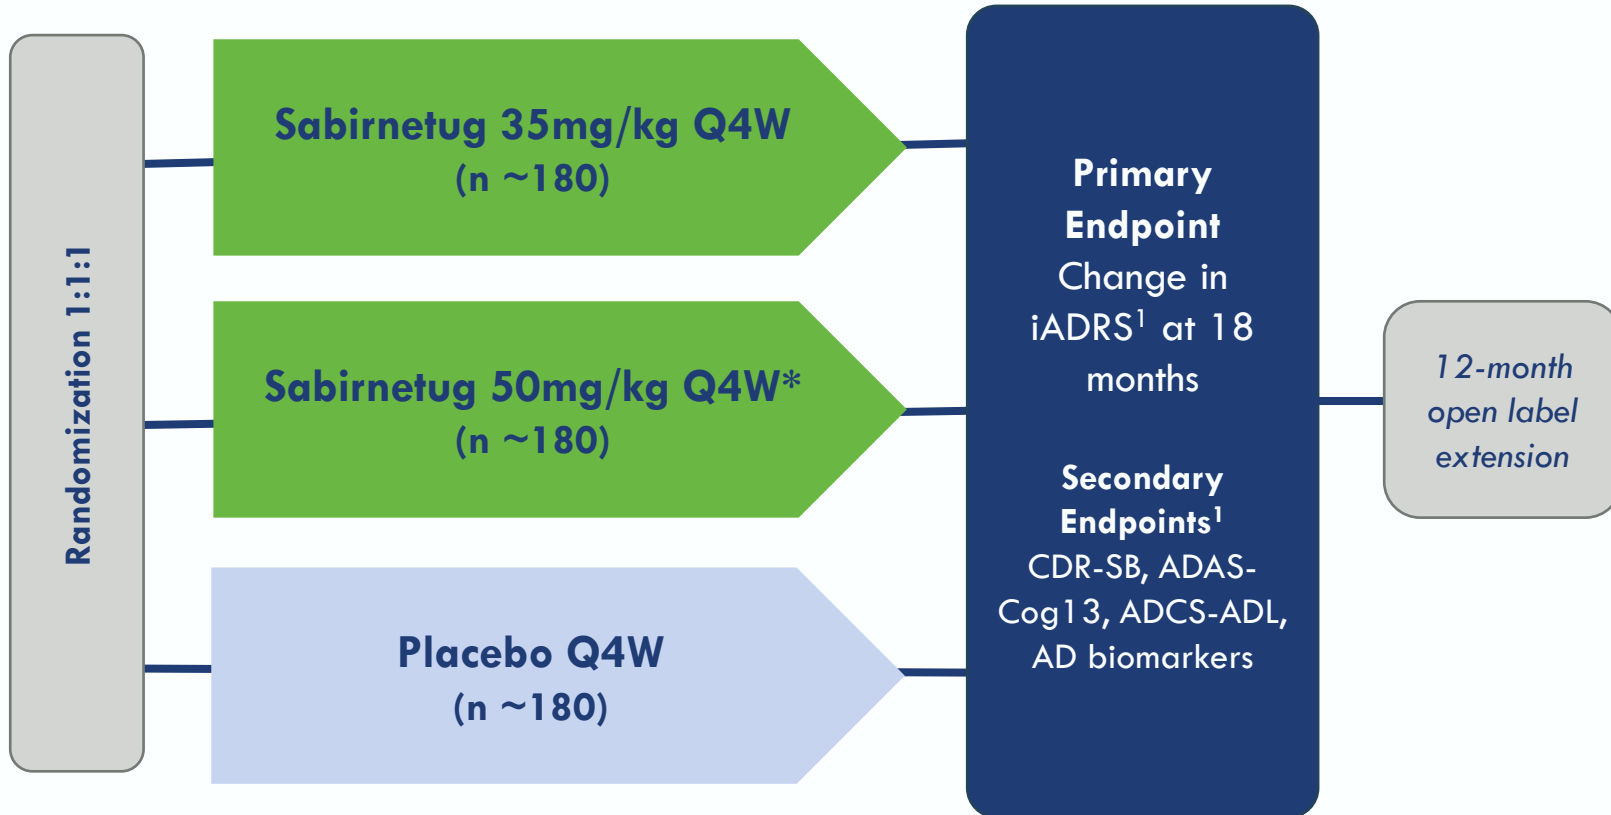 Randomization 1:1:1
Sabirnetug 35mg/kg Q4W
(n ~180)
Sabirnetug 50mg/kg Q4W*
(n ~180)
Placebo Q4W
(n ~180)
Primary
Endpoint
Change in
iADRS¹ at 18
months
Secondary
Endpoints¹
CDR-SB, ADAS-
Cog13, ADCS-ADL,
AD biomarkers
12-month
open label
extension